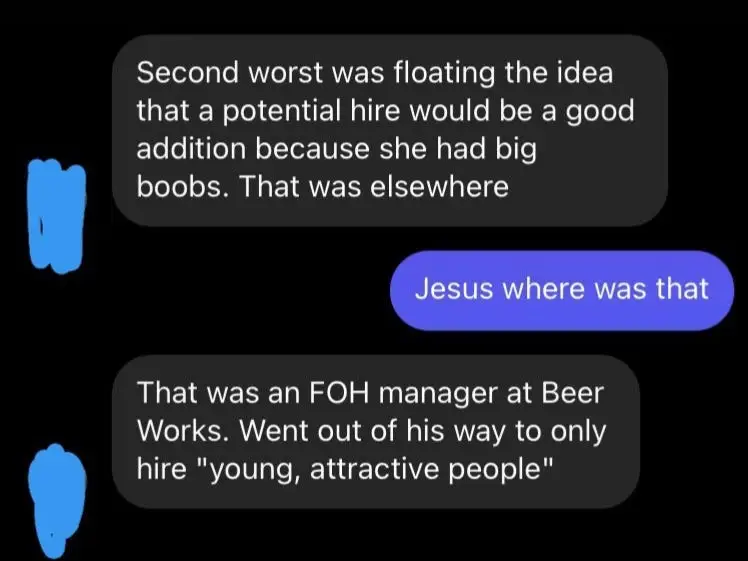 Second worst was floating the idea
that a potential hire would be a good
addition because she had big
boobs. That was elsewhere
Jesus where was that
That was an FOH manager at Beer
Works. Went out of his way to only
hire "young, attractive people"